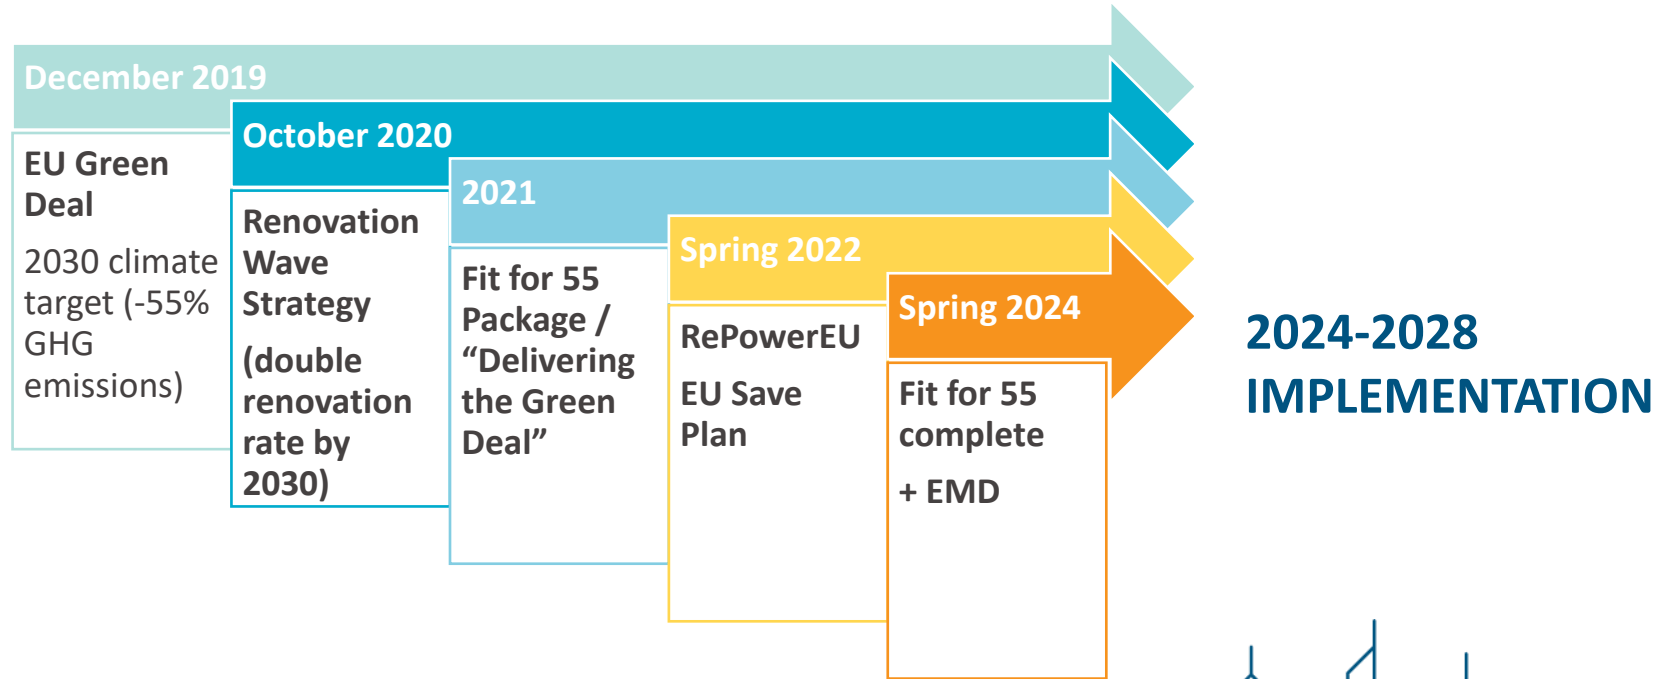 December 2019
EU Green
Deal
2030 climate
target (-55%
GHG
emissions)
October 2020
Renovation
Wave
Strategy
(double
renovation
rate by
2030)
2021
Fit for 55
Package /
“Delivering
the Green
Deal”
Spring 2022
RePowerEU
EU Save
Plan
Spring 2024
Fit for 55
complete
+ EMD
2024-2028
IMPLEMENTATION